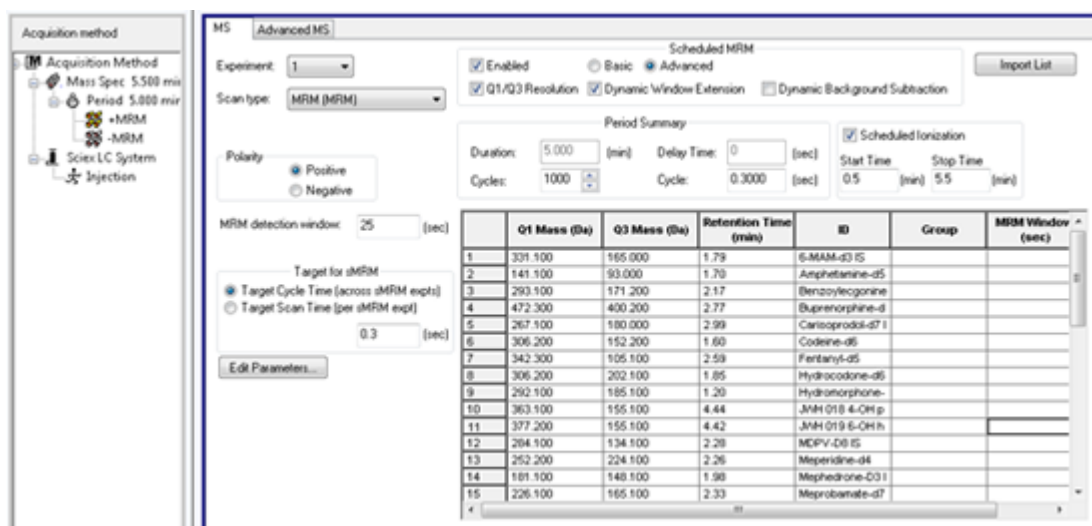 Acquisition method
Acquisition Method
Mass Spec 5.500 min
Period 5.000 min
+MRM
-MRM
Sciex LC System
Injection
MS Advanced MS
Experiment: 1
Scan type: MRM (MRM)
Scheduled MRM
Enabled Basic Advanced
Q1/Q3 Resolution Dynamic Window Extension Dynamic Background Subtraction
Import List
Polarity
Positive
Negative
Period Summary
Duration: 5.000 (min) Delay Time: 0 (sec)
Cycles: 1000 Cycle: 0.3000 (sec)
Scheduled Ionization
Start Time Stop Time
0.5 (min) 5.5 (min)
MRM detection window: 25 (sec)
Target for sMRM
Target Cycle Time (across sMRM expts)
Target Scan Time (per sMRM expt)
0.3 (sec)
Edit Parameters...
Q1 Mass (Da) Q3 Mass (Da) Retention Time (min) ID Group MRM Window (sec)
1 331.100 165.000 1.79 6-MAM-d3 IS
2 141.100 93.000 1.70 Amphetamine-d5
3 293.100 171.200 2.17 Benzoylecgonine
4 472.300 400.200 2.77 Buprenorphine-d
5 267.100 180.000 2.99 Carisoprodol-d7 I
6 306.200 152.200 1.60 Codeine-d6
7 342.300 105.100 2.59 Fentanyl-d5
8 306.200 202.100 1.85 Hydrocodone-d6
9 292.100 185.100 1.20 Hydromorphone-
10 363.100 155.100 4.44 JWH 018 4-OH p
11 377.200 155.100 4.42 JWH 019 6-OH h
12 284.100 134.100 2.28 MDPV-D8 IS
13 252.200 224.100 2.26 Meperidine-d4
14 181.100 148.100 1.98 Mephedrone-D3 I
15 226.100 165.100 2.33 Meprobamate-d7